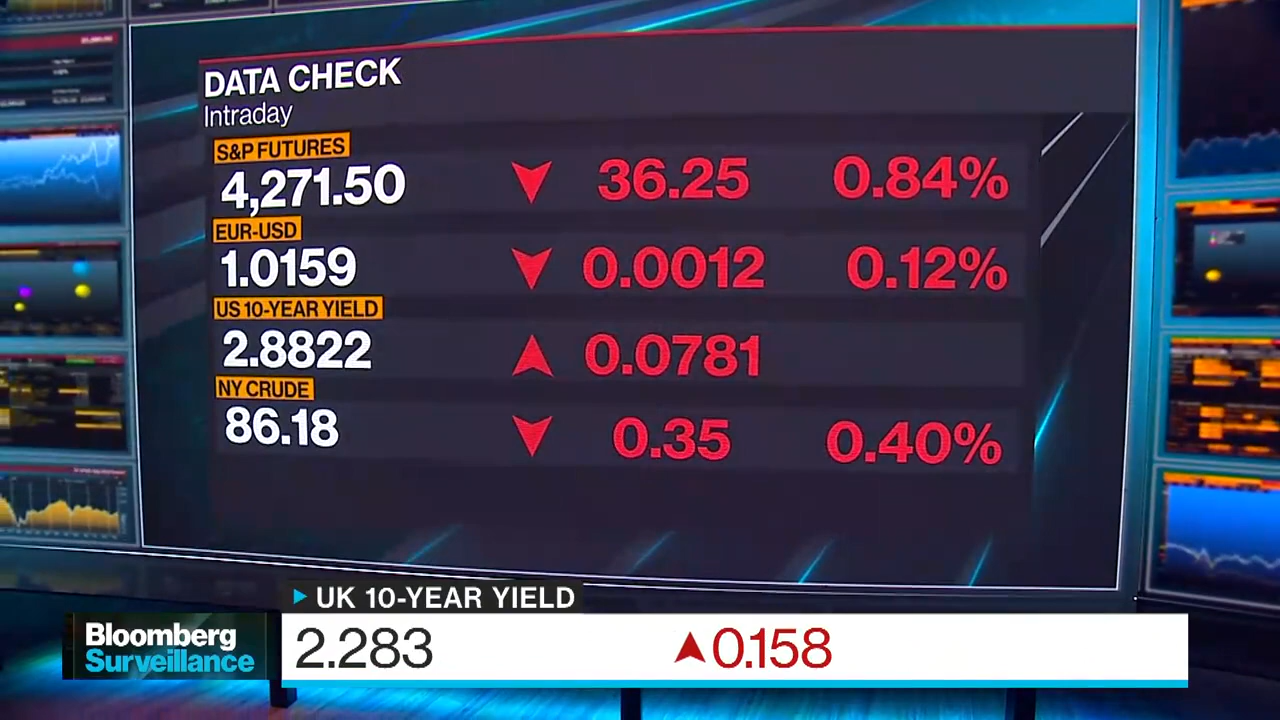 DATA CHECK
Intraday
S&P FUTURES
4,271.50 36.25 0.84%
EUR-USD
1.0159 0.0012 0.12%
US 10-YEAR YIELD
2.8822 0.0781
NY CRUDE
86.18 0.35 0.40%
UK 10-YEAR YIELD
Bloomberg
Surveillance
2.283 0.158